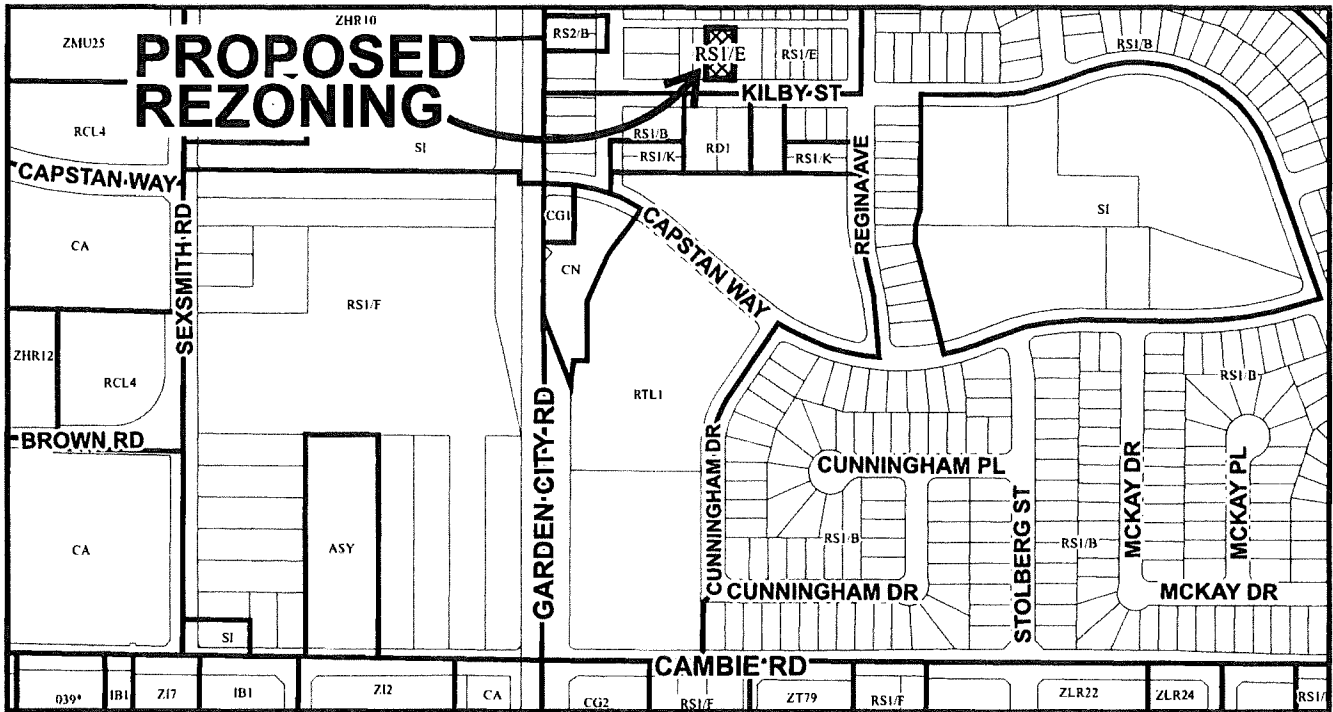 ZHR10
ZMU25
PROPOSED
REZONING
RS2/B
RS1/E
RS1/E
RS1/B
KILBY ST
RCL4
SI
RS1/B
RD1
RS1/K
RS1/K
CAPSTAN WAY
SEXSMITH RD
REGINA AVE
CG1
CAPSTAN WAY
SI
CA
CN
RS1/F
ZHR12
RCL4
RTL1
RS1/B
BROWN RD
GARDEN CITY RD
CUNNINGHAM DR
CUNNINGHAM PL
STOLBERG ST
MCKAY DR
MCKAY PL
CA
ASY
RS1/B
RS1/B
CUNNINGHAM DR
MCKAY DR
SI
CAMBIE RD
039*
IB1
ZI7
IB1
ZI2
CA
CG2
RS1/F
ZT79
RS1/F
ZLR22
ZLR24
RS1/